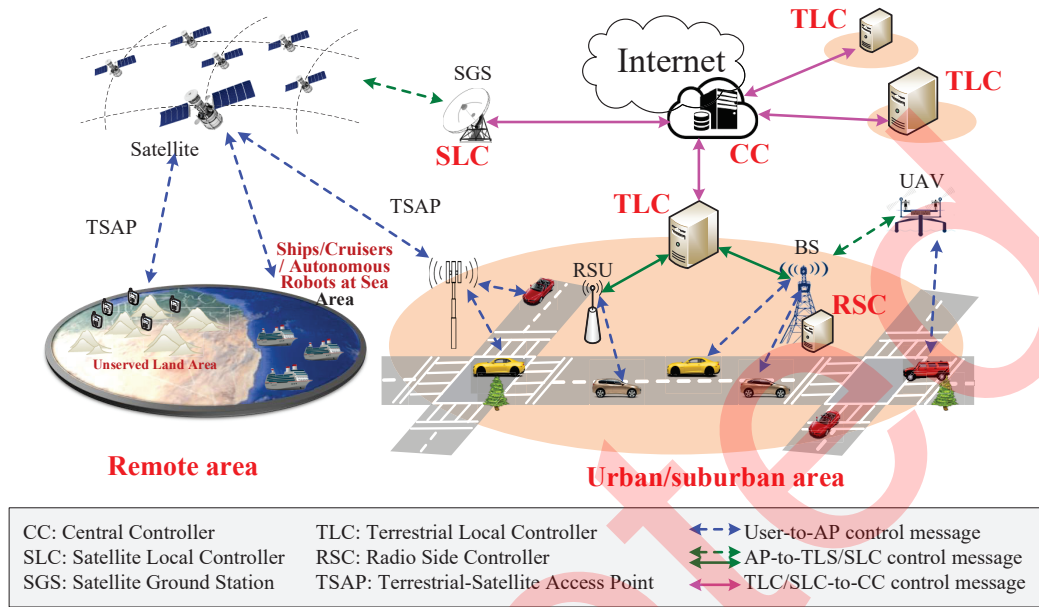 TLC
Internet
SGS
TLC
Satellite
SLC
CC
UAV
TSAP
TSAP
TLC
BS
Ships/Cruisers
/ Autonomous
Robots at Sea
Area
RSU
RSC
Unserved Land Area
Remote area
Urban/suburban area
CC: Central Controller
TLC: Terrestrial Local Controller
User-to-AP control message
SLC: Satellite Local Controller
RSC: Radio Side Controller
AP-to-TLS/SLC control message
SGS: Satellite Ground Station
TSAP: Terrestrial-Satellite Access Point
TLC/SLC-to-CC control message